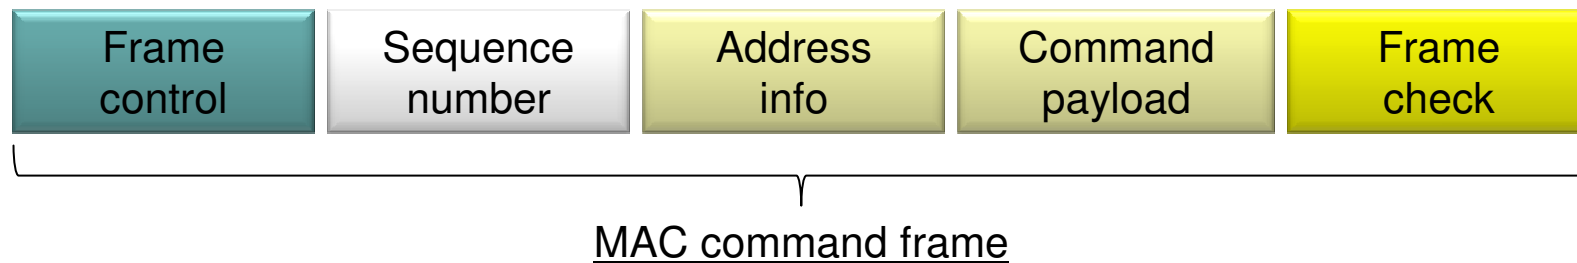 Frame
control
Sequence
number
Address
info
Command
payload
Frame
check
MAC command frame